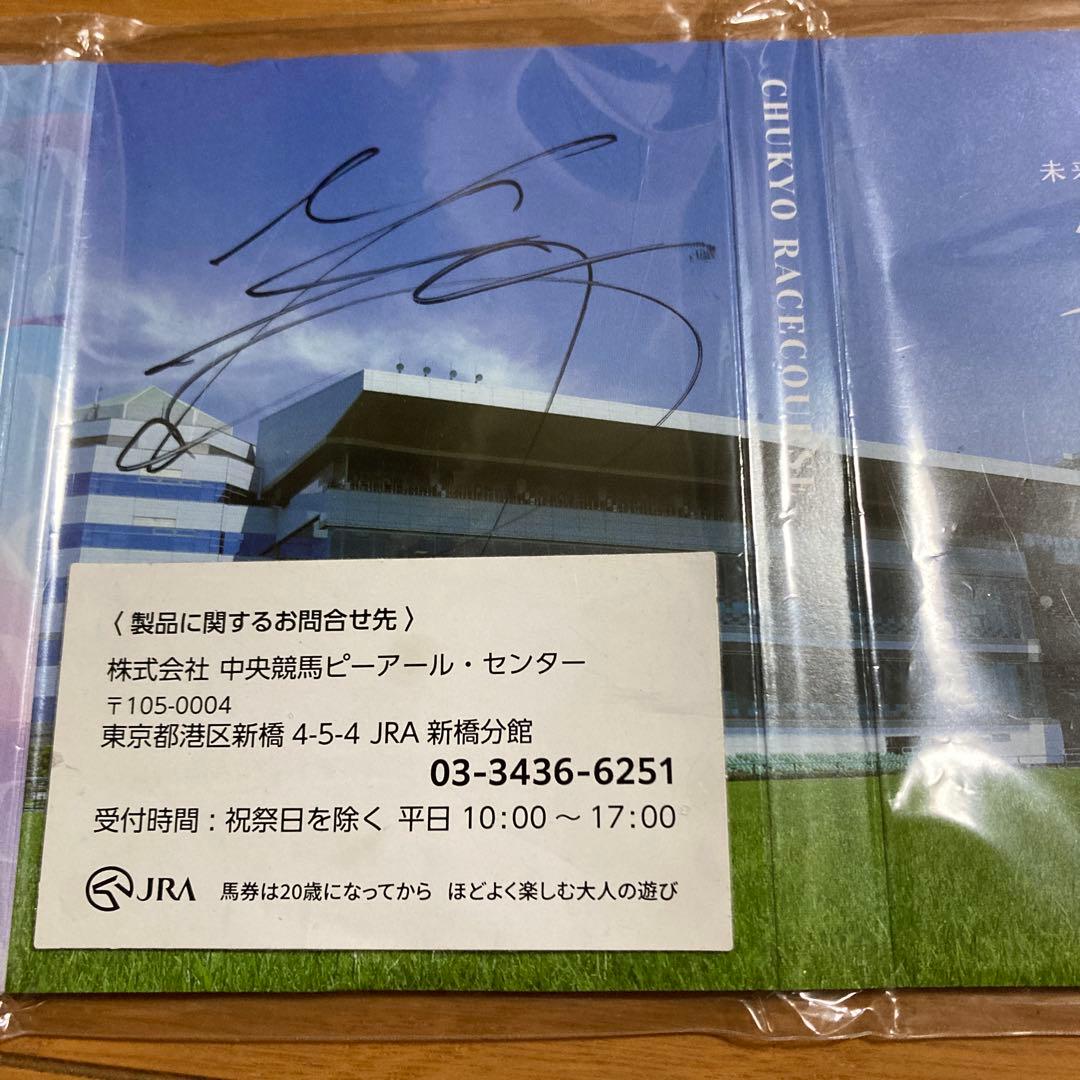 CHUKYO RACECOURSE
未来
〈 製品に関するお問合せ先 〉
株式会社 中央競馬ピーアール・センター
〒105-0004
東京都港区新橋 4-5-4 JRA 新橋分館
03-3436-6251
受付時間 : 祝祭日を除く 平日 10:00 〜 17:00
JRA 馬券は20歳になってから ほどよく楽しむ大人の遊び